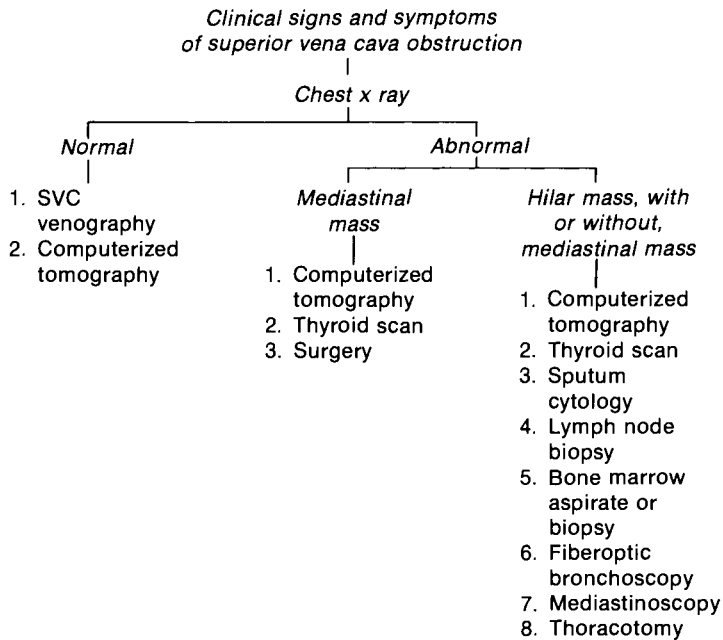 Clinical signs and symptoms
of superior vena cava obstruction
Chest x ray
Normal
Abnormal
1. SVC
venography
2. Computerized
tomography
Mediastinal
mass
1. Computerized
tomography
2. Thyroid scan
3. Surgery
Hilar mass, with
or without,
mediastinal mass
1. Computerized
tomography
2. Thyroid scan
3. Sputum
cytology
4. Lymph node
biopsy
5. Bone marrow
aspirate or
biopsy
6. Fiberoptic
bronchoscopy
7. Mediastinoscopy
8. Thoracotomy